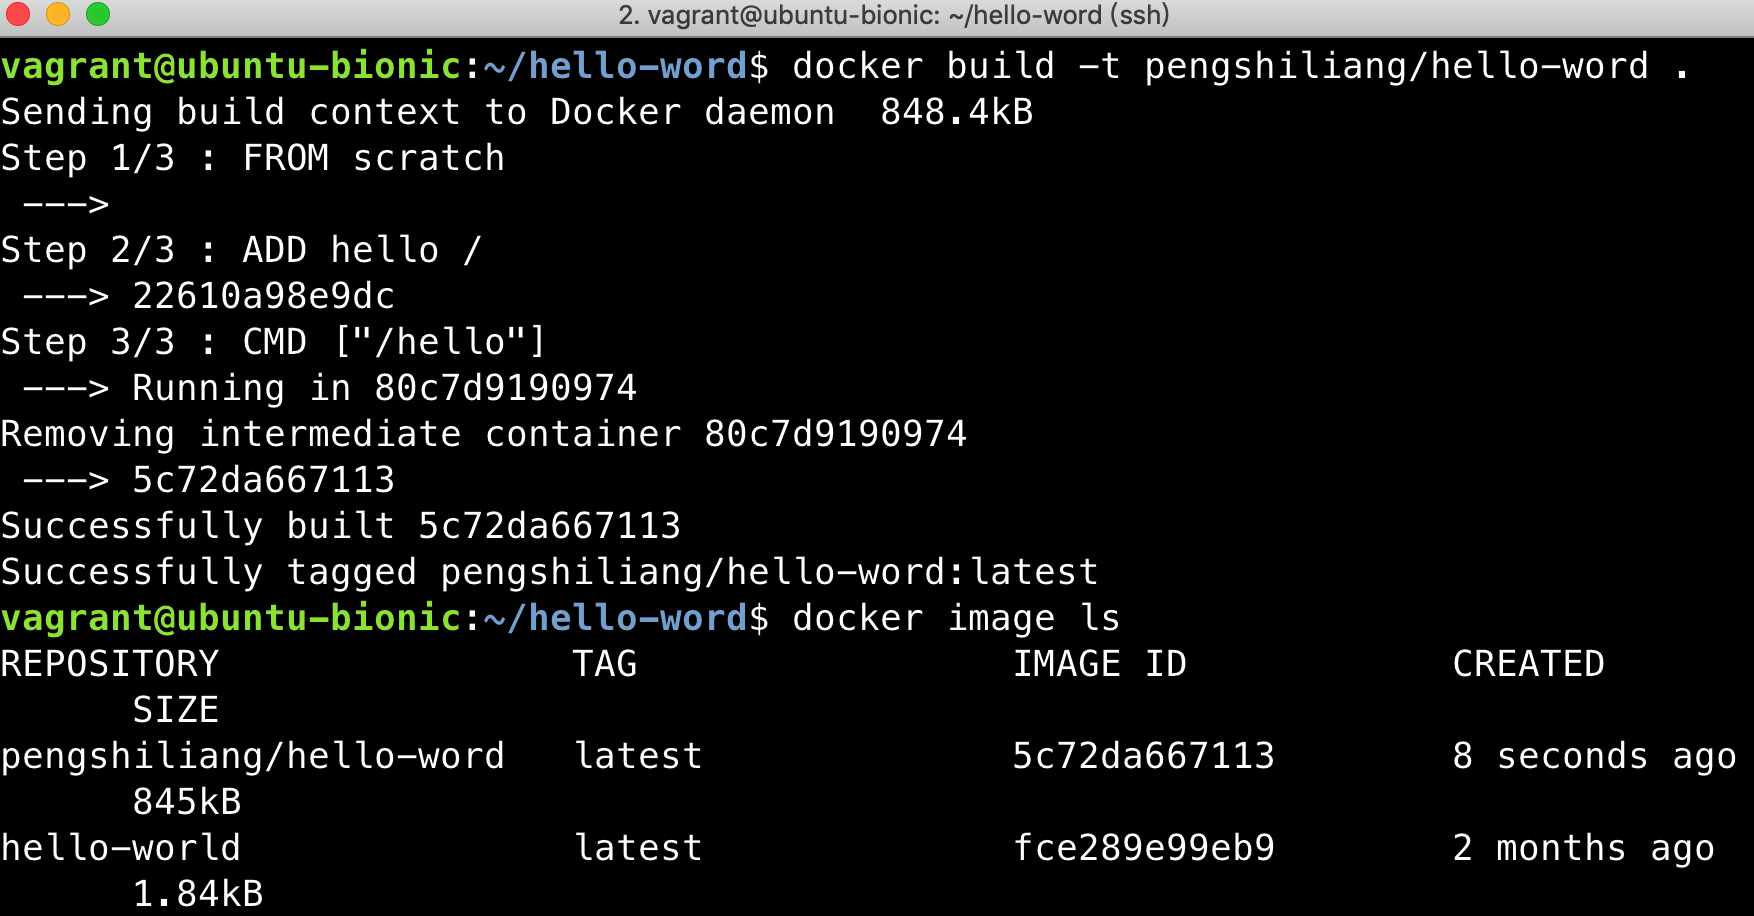 2. vagrant@ubuntu-bionic: ~/hello-word (ssh)
vagrant@ubuntu-bionic:~/hello-word$ docker build -t pengshiliang/hello-word .
Sending build context to Docker daemon  848.4kB
Step 1/3 : FROM scratch
 --->
Step 2/3 : ADD hello /
 ---> 22610a98e9dc
Step 3/3 : CMD ["/hello"]
 ---> Running in 80c7d9190974
Removing intermediate container 80c7d9190974
 ---> 5c72da667113
Successfully built 5c72da667113
Successfully tagged pengshiliang/hello-word:latest
vagrant@ubuntu-bionic:~/hello-word$ docker image ls
REPOSITORY                TAG                 IMAGE ID            CREATED
      SIZE
pengshiliang/hello-word   latest              5c72da667113        8 seconds ago
      845kB
hello-world               latest              fce289e99eb9        2 months ago
      1.84kB